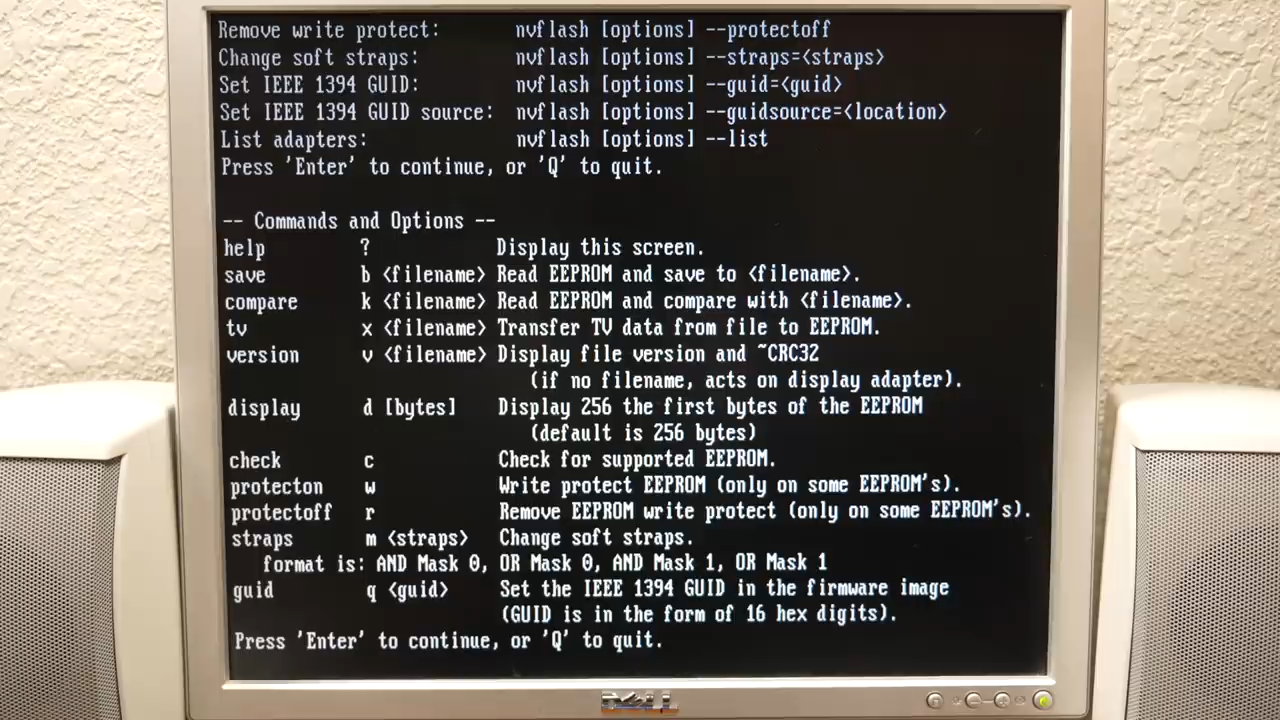 Remove write protect: nvflash [options] --protectoff
Change soft straps: nvflash [options] --straps=<straps>
Set IEEE 1394 GUID: nvflash [options] --guid=<guid>
Set IEEE 1394 GUID source: nvflash [options] --guidsource=<location>
List adapters: nvflash [options] --list
Press 'Enter' to continue, or 'Q' to quit.
-- Commands and Options --
help ? Display this screen.
save b <filename> Read EEPROM and save to <filename>.
compare k <filename> Read EEPROM and compare with <filename>.
tv x <filename> Transfer TV data from file to EEPROM.
version v <filename> Display file version and ~CRC32
(if no filename, acts on display adapter).
display d [bytes] Display 256 the first bytes of the EEPROM
(default is 256 bytes)
check c Check for supported EEPROM.
protecton w Write protect EEPROM (only on some EEPROM's).
protectoff r Remove EEPROM write protect (only on some EEPROM's).
straps m <straps> Change soft straps.
format is: AND Mask 0, OR Mask 0, AND Mask 1, OR Mask 1
guid q <guid> Set the IEEE 1394 GUID in the firmware image
(GUID is in the form of 16 hex digits).
Press 'Enter' to continue, or 'Q' to quit.
DELL